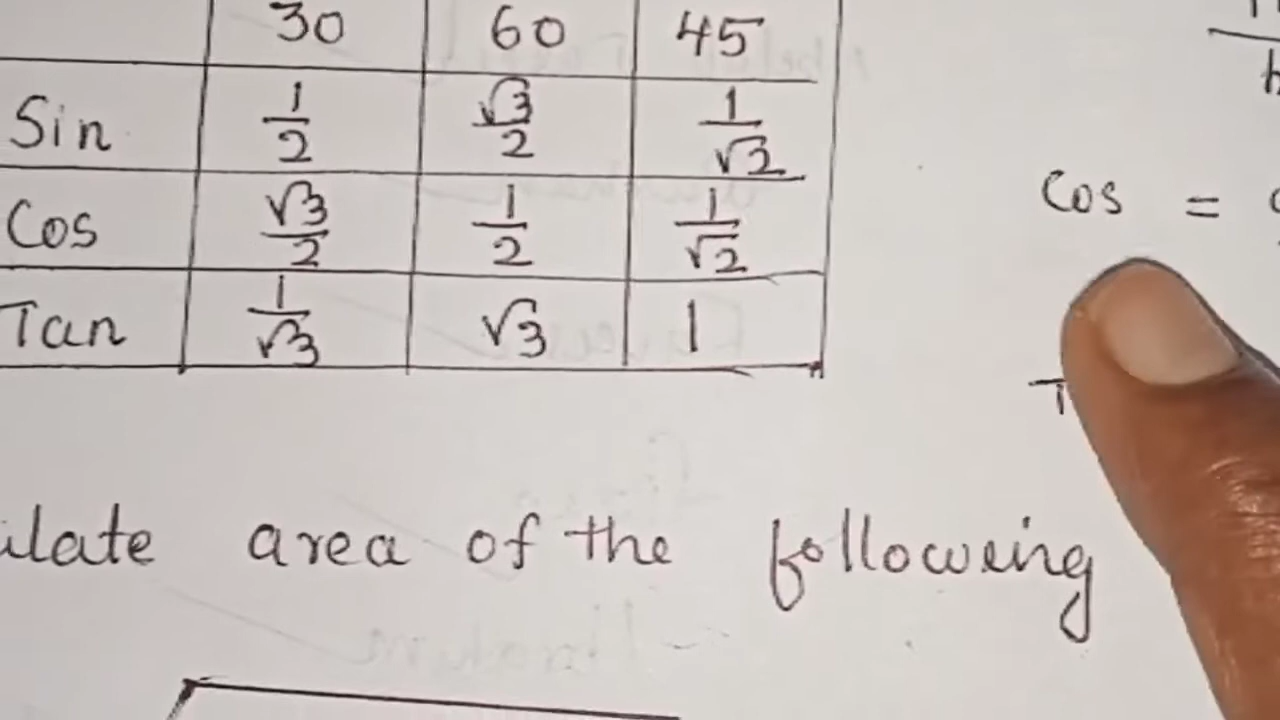 30 60 45
Sin 1/2 √3/2 1/√2
Cos √3/2 1/2 1/√2
Tan 1/√3 √3 1
Cos =
area of the following